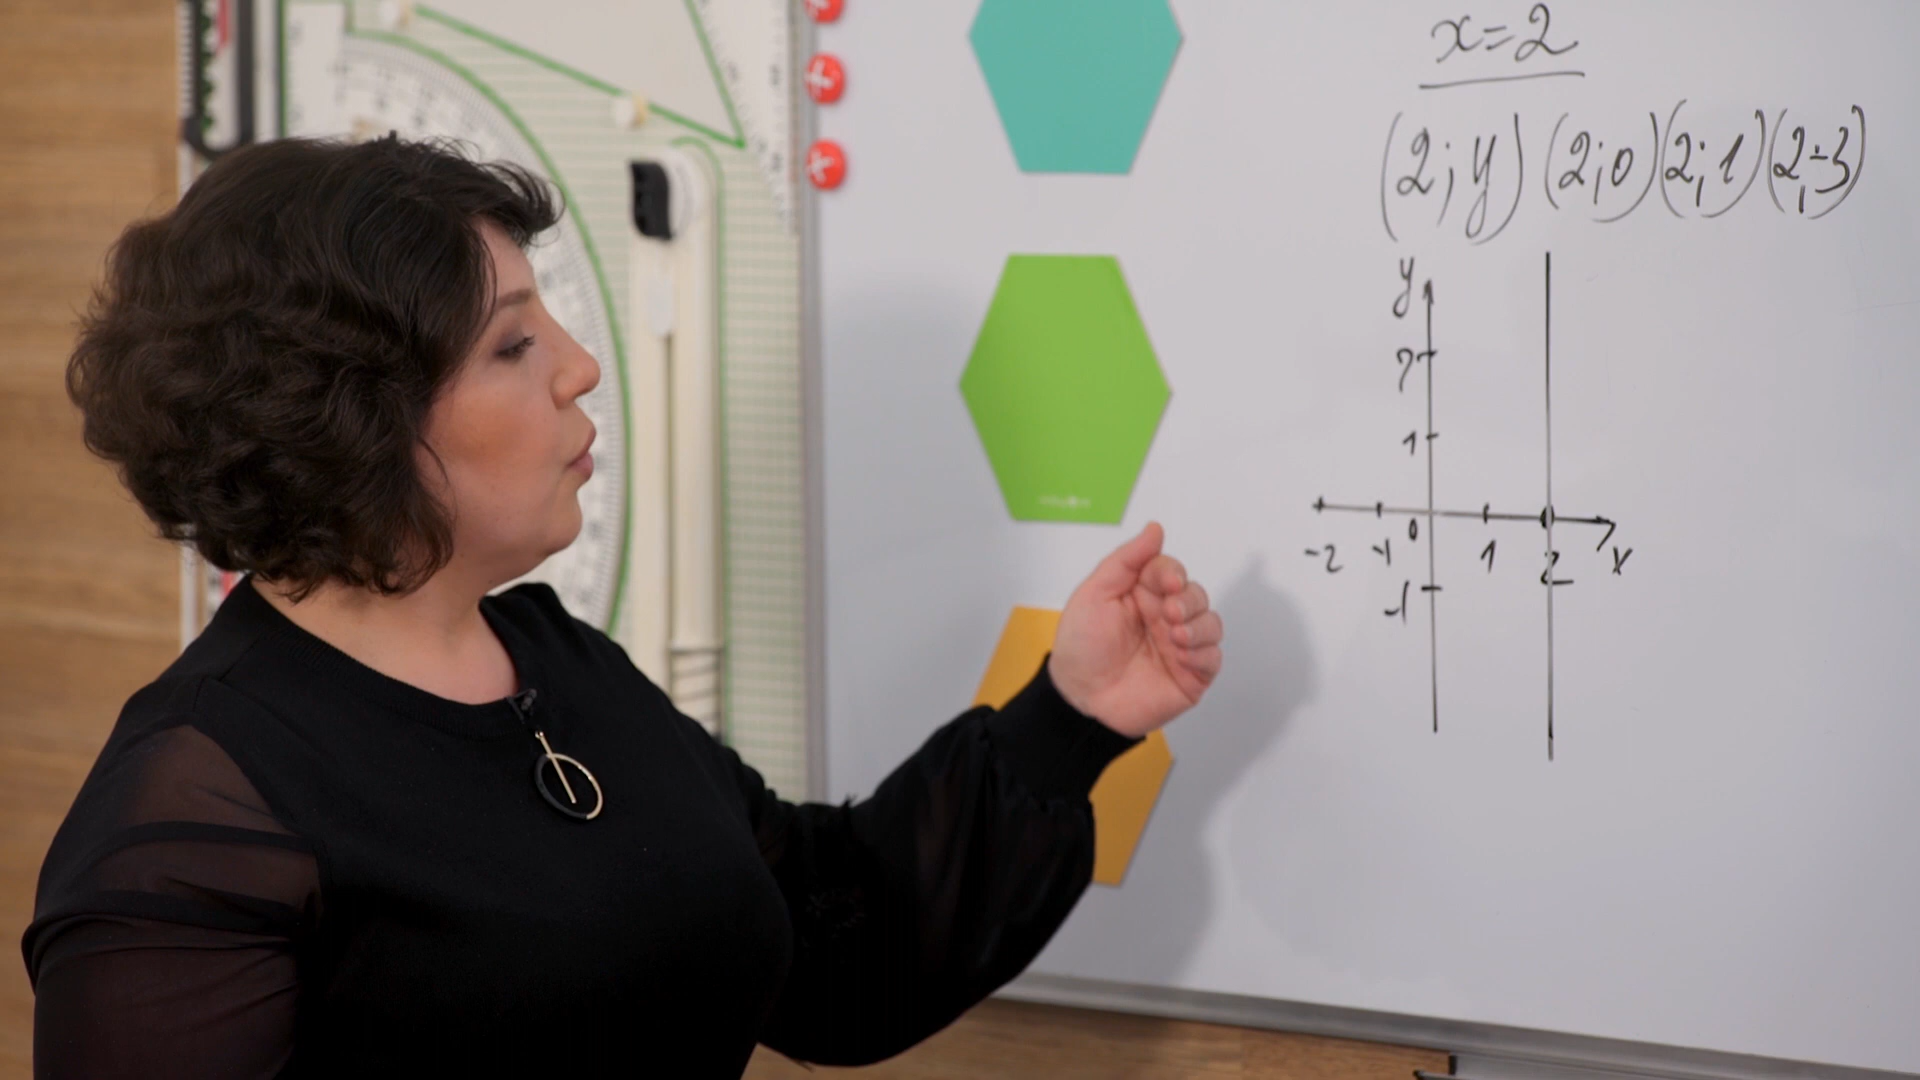 x=2
(2;y) (2;0) (2;1) (2;-3)
y
2
1
0
-2 -1 1 2 x
-1